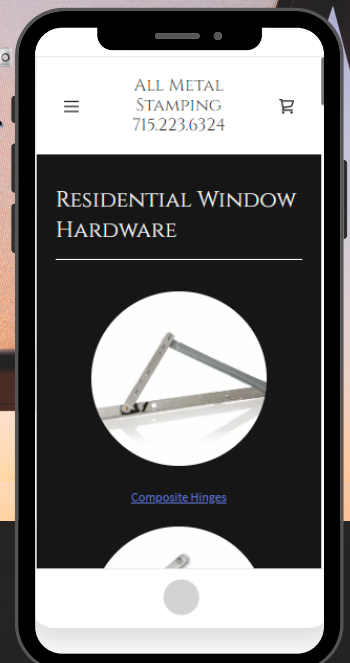 All Metal
Stamping
715.223.6324
Residential Window
Hardware
Composite Hinges